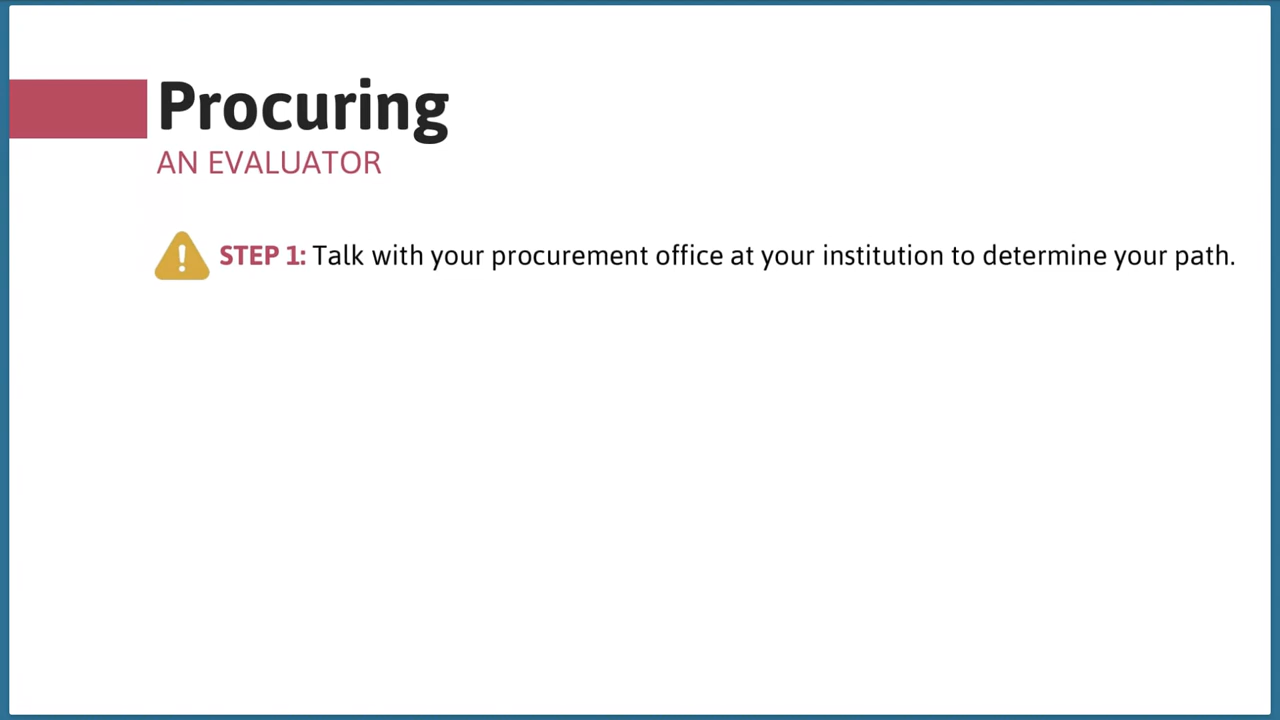 Procuring
AN EVALUATOR
STEP 1: Talk with your procurement office at your institution to determine your path.